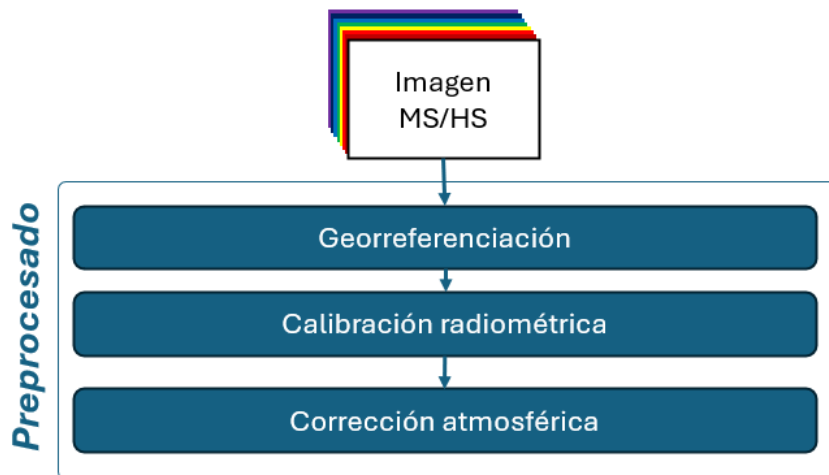 Imagen
MS/HS
Preprocesado
Georreferenciación
Calibración radiométrica
Corrección atmosférica